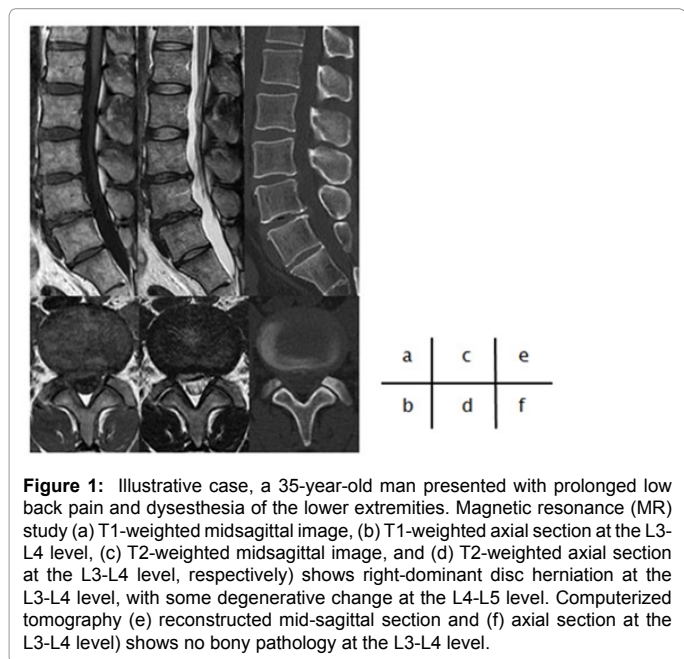 a c e
b d f
Figure 1: Illustrative case, a 35-year-old man presented with prolonged low
back pain and dysesthesia of the lower extremities. Magnetic resonance (MR)
study (a) T1-weighted midsagittal image, (b) T1-weighted axial section at the L3-
L4 level, (c) T2-weighted midsagittal image, and (d) T2-weighted axial section
at the L3-L4 level, respectively) shows right-dominant disc herniation at the
L3-L4 level, with some degenerative change at the L4-L5 level. Computerized
tomography (e) reconstructed mid-sagittal section and (f) axial section at the
L3-L4 level) shows no bony pathology at the L3-L4 level.